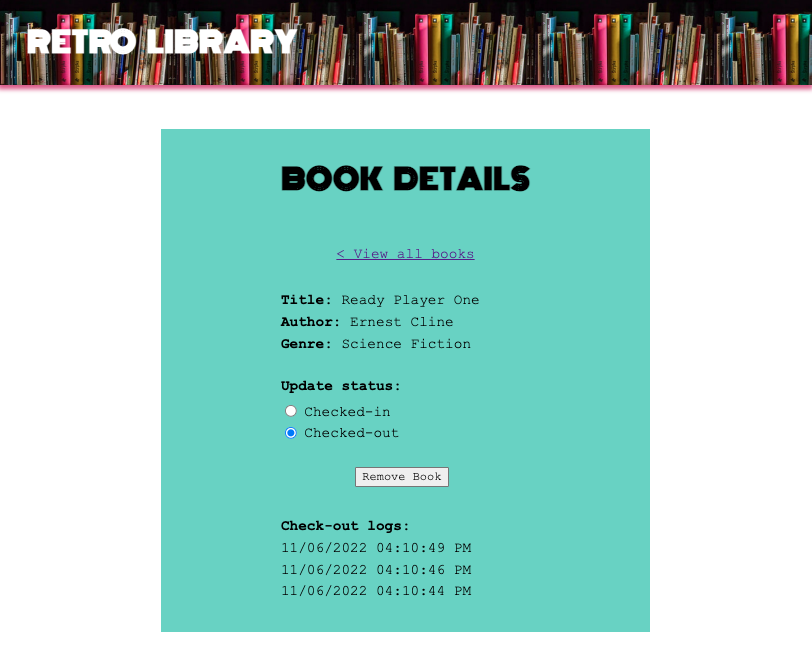 RETRO LIBRARY
BOOK DETAILS
< View all books
Title: Ready Player One
Author: Ernest Cline
Genre: Science Fiction
Update status:
Checked-in
Checked-out
Remove Book
Check-out logs:
11/06/2022 04:10:49 PM
11/06/2022 04:10:46 PM
11/06/2022 04:10:44 PM